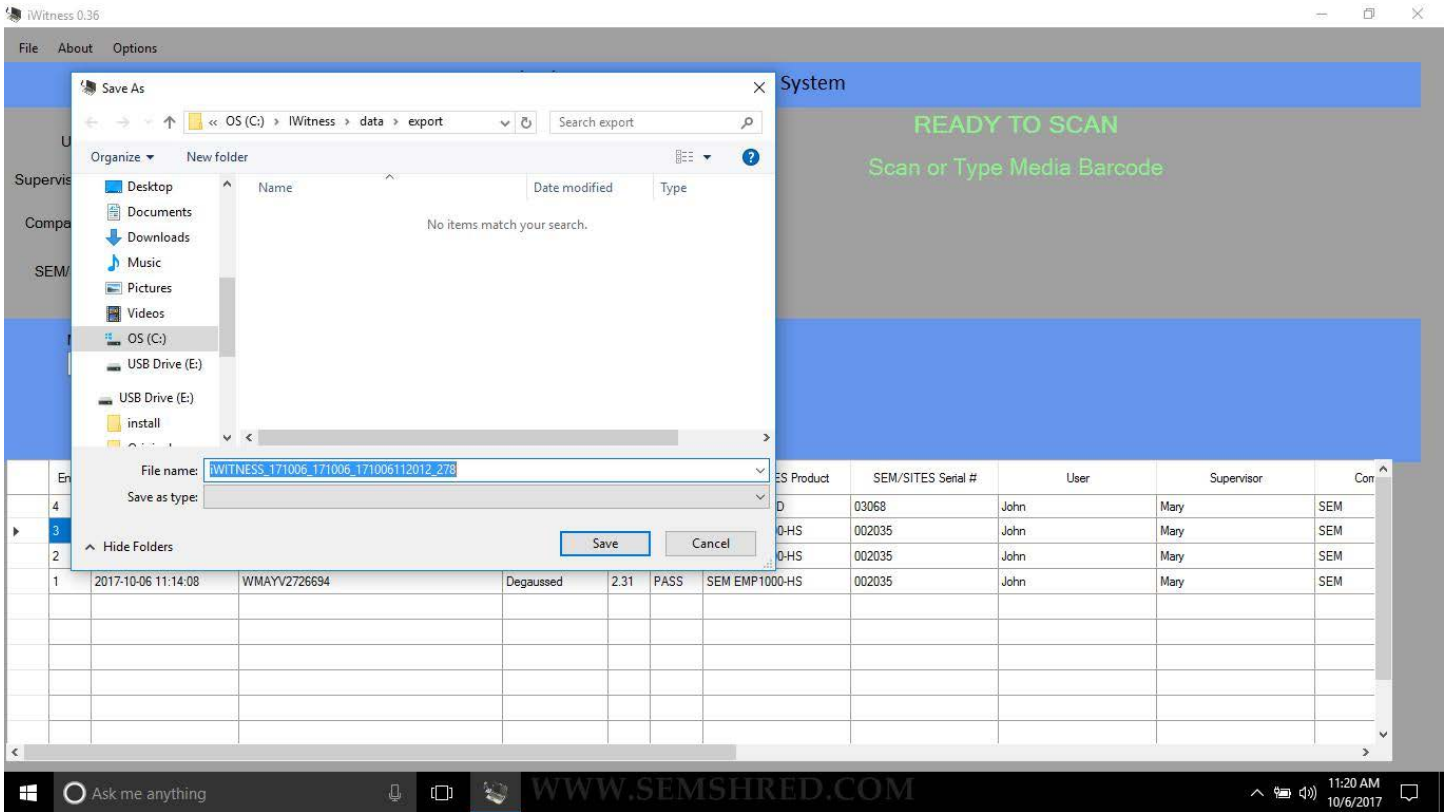 iWitness 0.36
File About Options
System
Save As
« OS (C:) > IWitness > data > export
Search export
Organize
New folder
Desktop
Documents
Downloads
Music
Pictures
Videos
OS (C:)
USB Drive (E:)
USB Drive (E:)
install
Name Date modified Type
No items match your search.
File name: iWITNESS_171006_171006_171006112012_278
Save as type:
Hide Folders
Save Cancel
READY TO SCAN
Scan or Type Media Barcode
SEM/SITES Serial # User Supervisor
4 03068 John Mary SEM
3 0-HS 002035 John Mary SEM
2 0-HS 002035 John Mary SEM
1 2017-10-06 11:14:08 WMAYV2726694 Degaussed 2.31 PASS SEM EMP1000-HS 002035 John Mary SEM
Ask me anything
WWW.SEMSHRED.COM
11:20 AM
10/6/2017